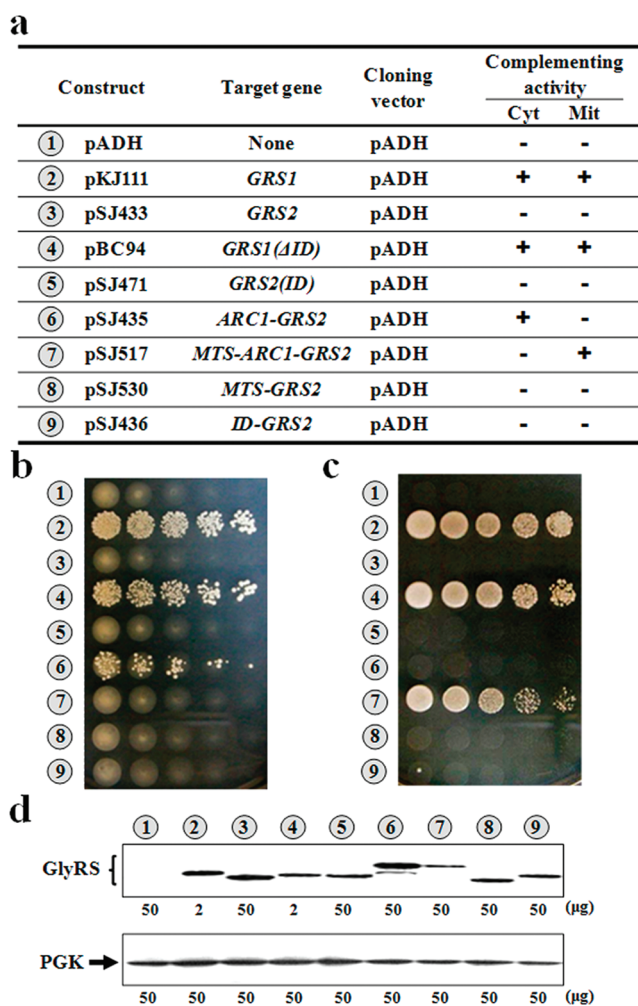 a
Construct Target gene Cloning vector Complementing activity
Cyt Mit
1 pADH None pADH - -
2 pKJ111 GRS1 pADH + +
3 pSJ433 GRS2 pADH - -
4 pBC94 GRS1(ΔID) pADH + +
5 pSJ471 GRS2(ID) pADH - -
6 pSJ435 ARC1-GRS2 pADH + -
7 pSJ517 MTS-ARC1-GRS2 pADH - +
8 pSJ530 MTS-GRS2 pADH - -
9 pSJ436 ID-GRS2 pADH - -
b
1
2
3
4
5
6
7
8
9
c
1
2
3
4
5
6
7
8
9
d
1 2 3 4 5 6 7 8 9
GlyRS
50 2 50 2 50 50 50 50 50 (µg)
PGK
50 50 50 50 50 50 50 50 50 (µg)